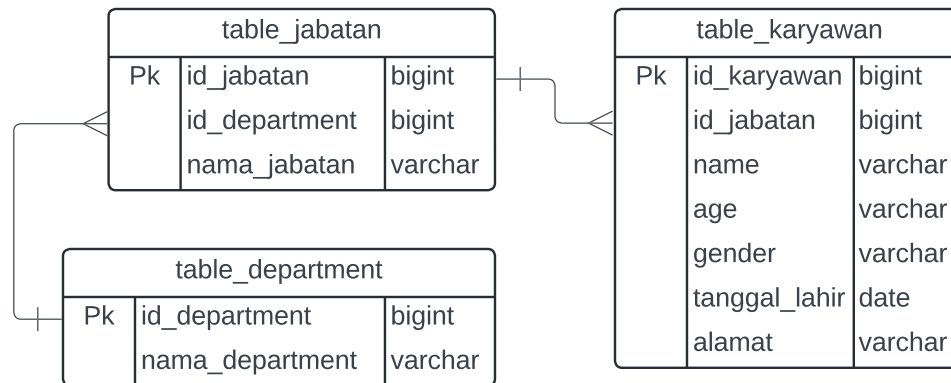 table_jabatan
Pk id_jabatan bigint
id_department bigint
nama_jabatan varchar
table_department
Pk id_department bigint
nama_department varchar
table_karyawan
Pk id_karyawan bigint
id_jabatan bigint
name varchar
age varchar
gender varchar
tanggal_lahir date
alamat varchar